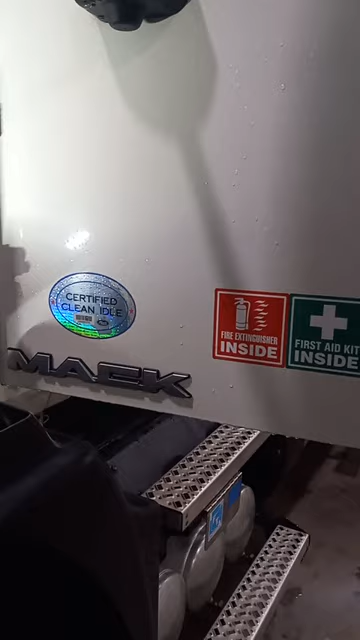 CERTIFIED
CLEAN IDLE
MACK
FIRE EXTINGUISHER
INSIDE
FIRST AID KIT
INSIDE